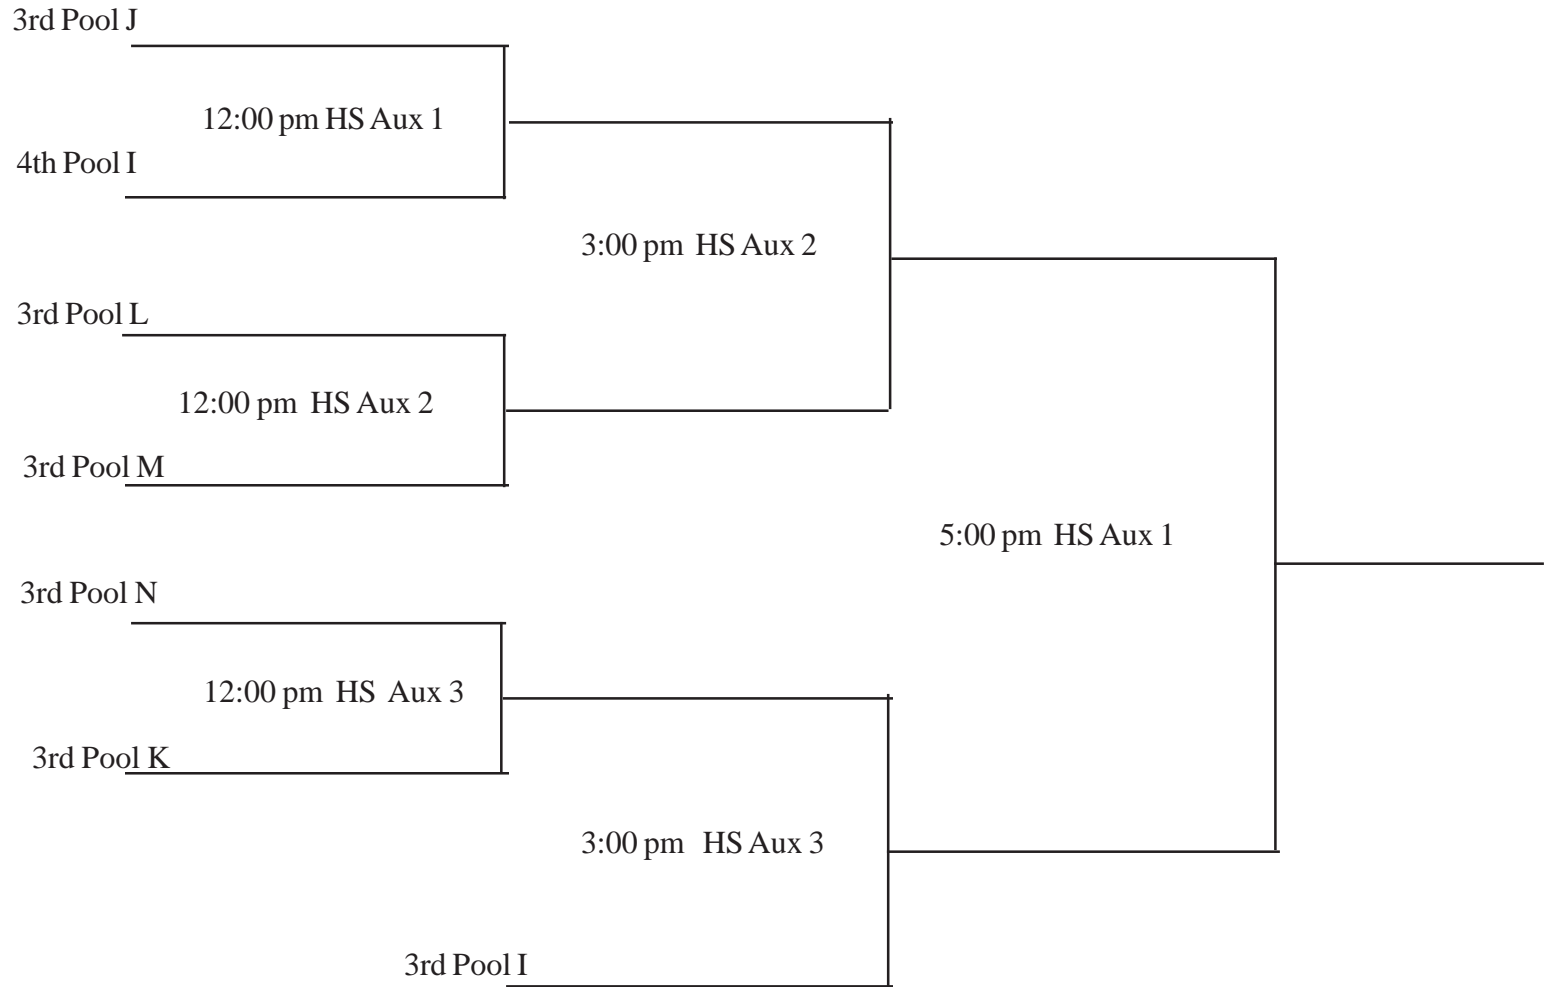 3rd Pool J
12:00 pm HS Aux 1
4th Pool I
3:00 pm HS Aux 2
3rd Pool L
12:00 pm HS Aux 2
3rd Pool M
5:00 pm HS Aux 1
3rd Pool N
12:00 pm HS Aux 3
3rd Pool K
3:00 pm HS Aux 3
3rd Pool I